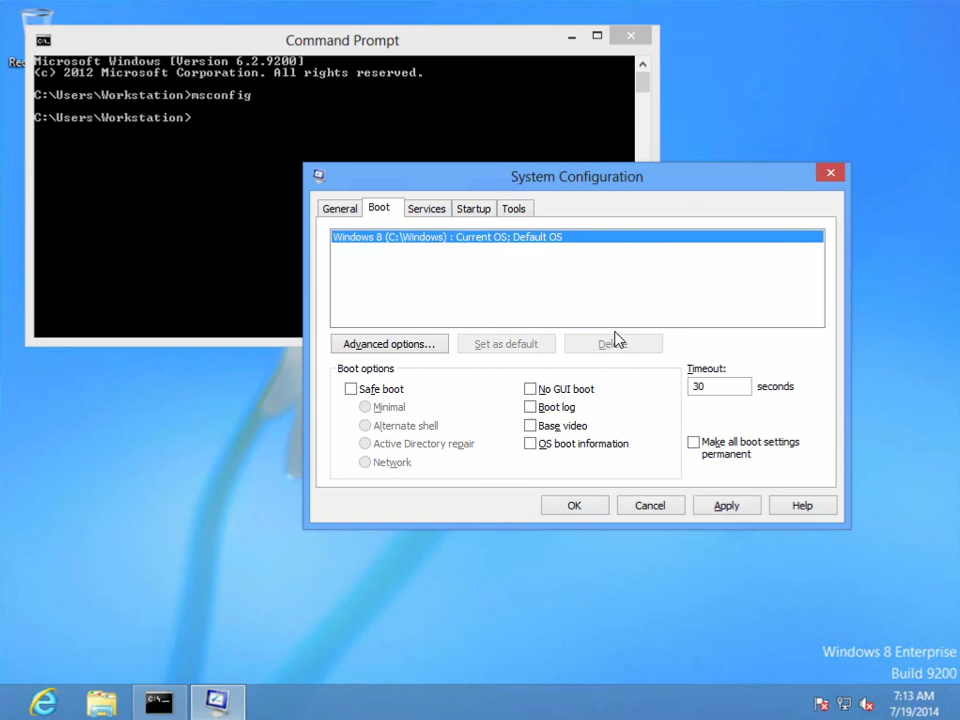 Command Prompt
Microsoft Windows [Version 6.2.9200]
(c) 2012 Microsoft Corporation. All rights reserved.
C:\Users\Workstation>msconfig
C:\Users\Workstation>
System Configuration
General
Boot
Services
Startup
Tools
Windows 8 (C:\Windows) : Current OS; Default OS
Advanced options...
Set as default
Boot options
Safe boot
Minimal
Alternate shell
Active Directory repair
Network
No GUI boot
Boot log
Base video
OS boot information
Timeout:
30 seconds
Make all boot settings
permanent
OK
Cancel
Apply
Help
Windows 8 Enterprise
Build 9200
7:13 AM
7/19/2014